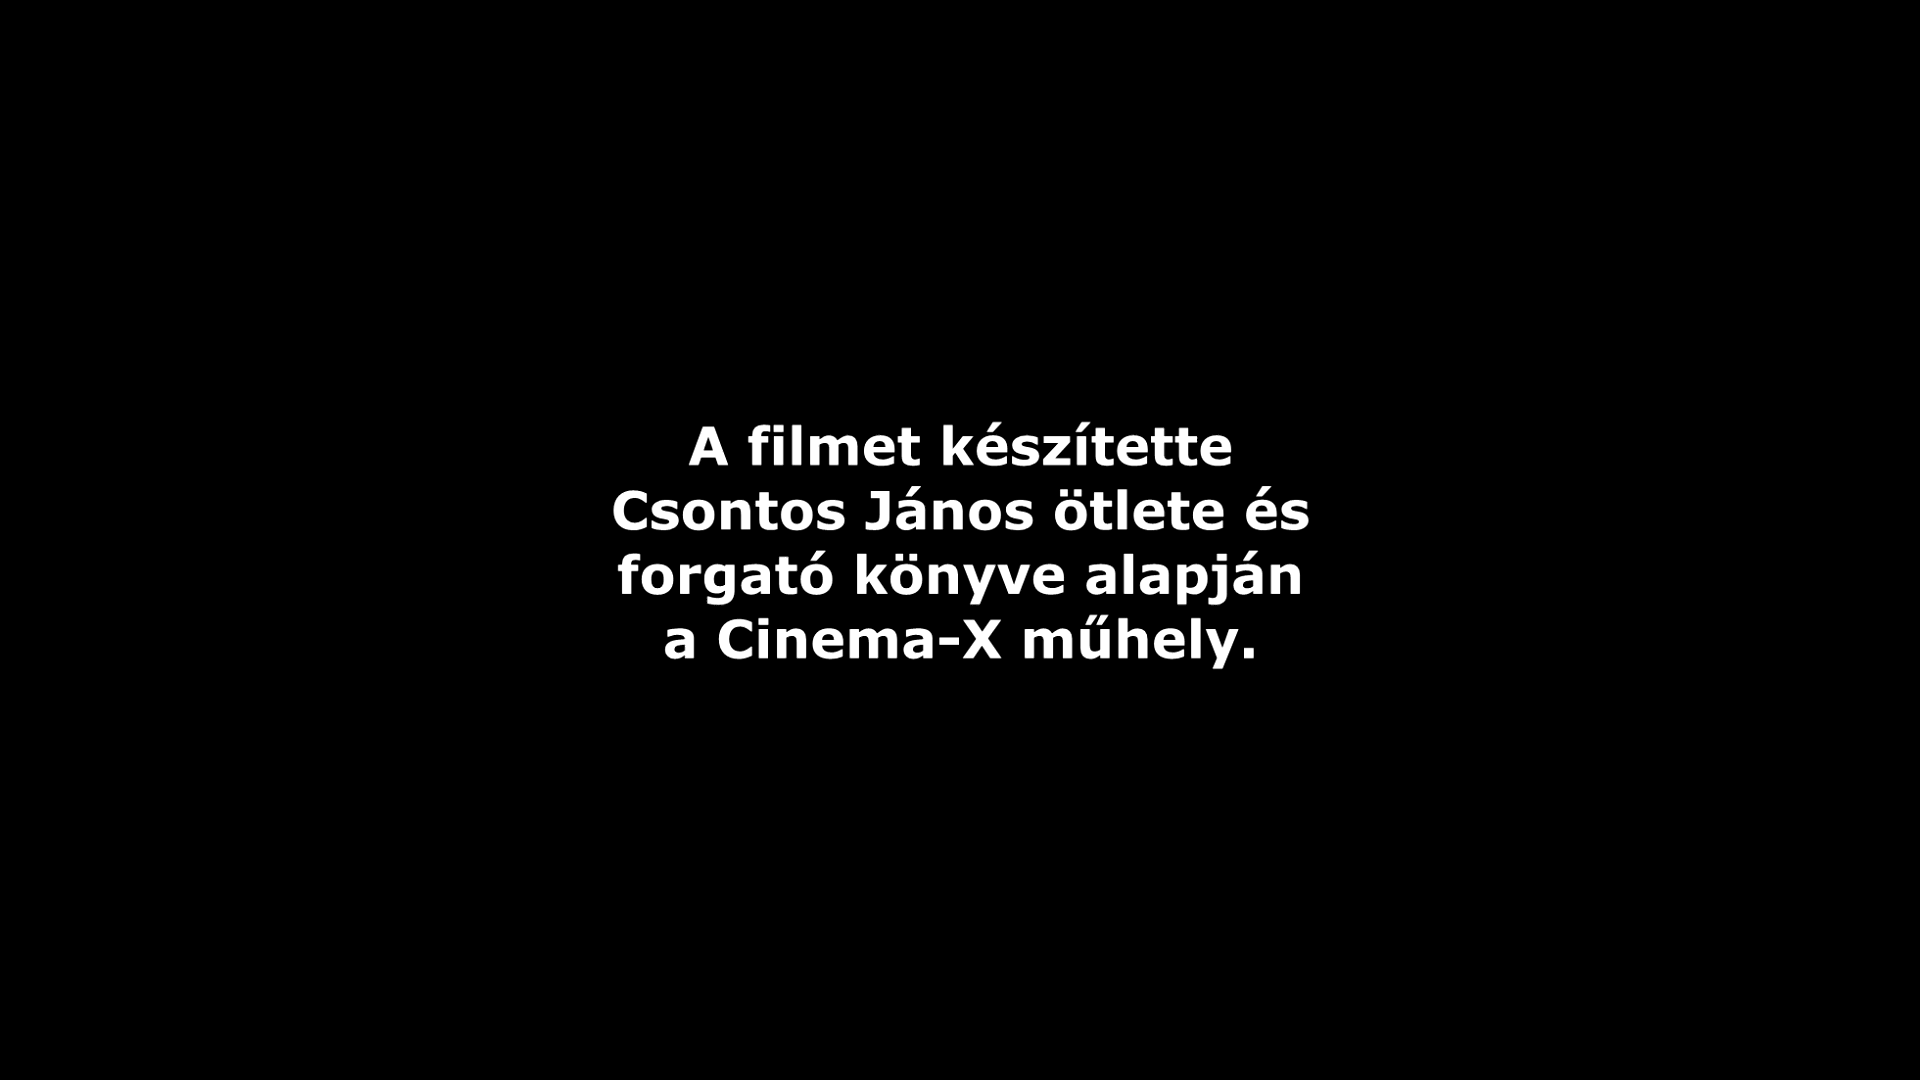 A filmet készítette
Csontos János ötlete és
forgató könyve alapján
a Cinema-X műhely.